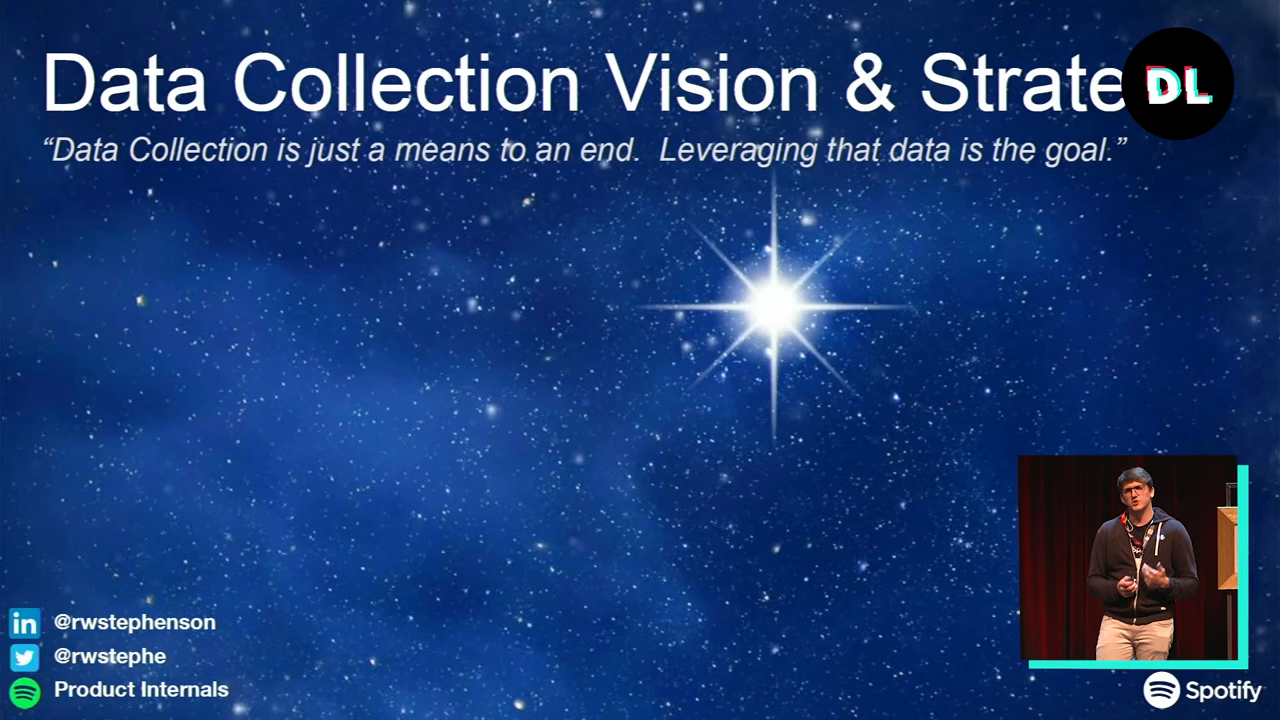 Data Collection Vision & Strate
DL
“Data Collection is just a means to an end. Leveraging that data is the goal.”
in @rwstephenson
@rwstephe
Product Internals
Spotify